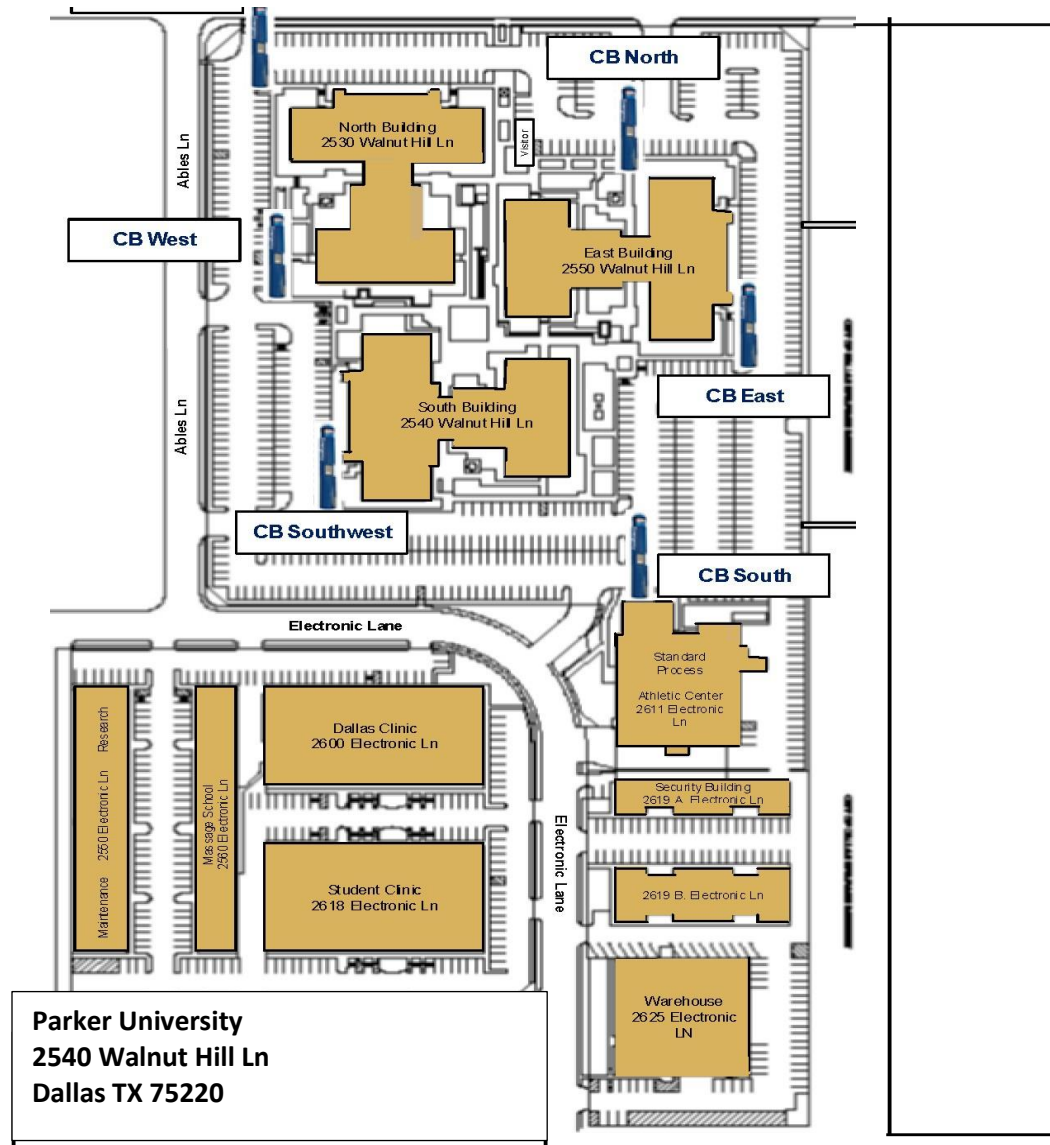 CB North
North Building
2530 Walnut Hill Ln
Visitor
Ables Ln
CB West
East Building
2550 Walnut Hill Ln
CB East
Ables Ln
South Building
2540 Walnut Hill Ln
CB Southwest
CB South
Electronic Lane
Standard
Process
Athletic Center
2611 Electronic
Ln
Dallas Clinic
2600 Electronic Ln
Maintenance 2550 Electronic Ln Research
Massage School
2560 Electronic Ln
Security Building
2619 A. Electronic Ln
Electronic Lane
Student Clinic
2618 Electronic Ln
2619 B. Electronic Ln
Warehouse
2625 Electronic
LN
Parker University
2540 Walnut Hill Ln
Dallas TX 75220